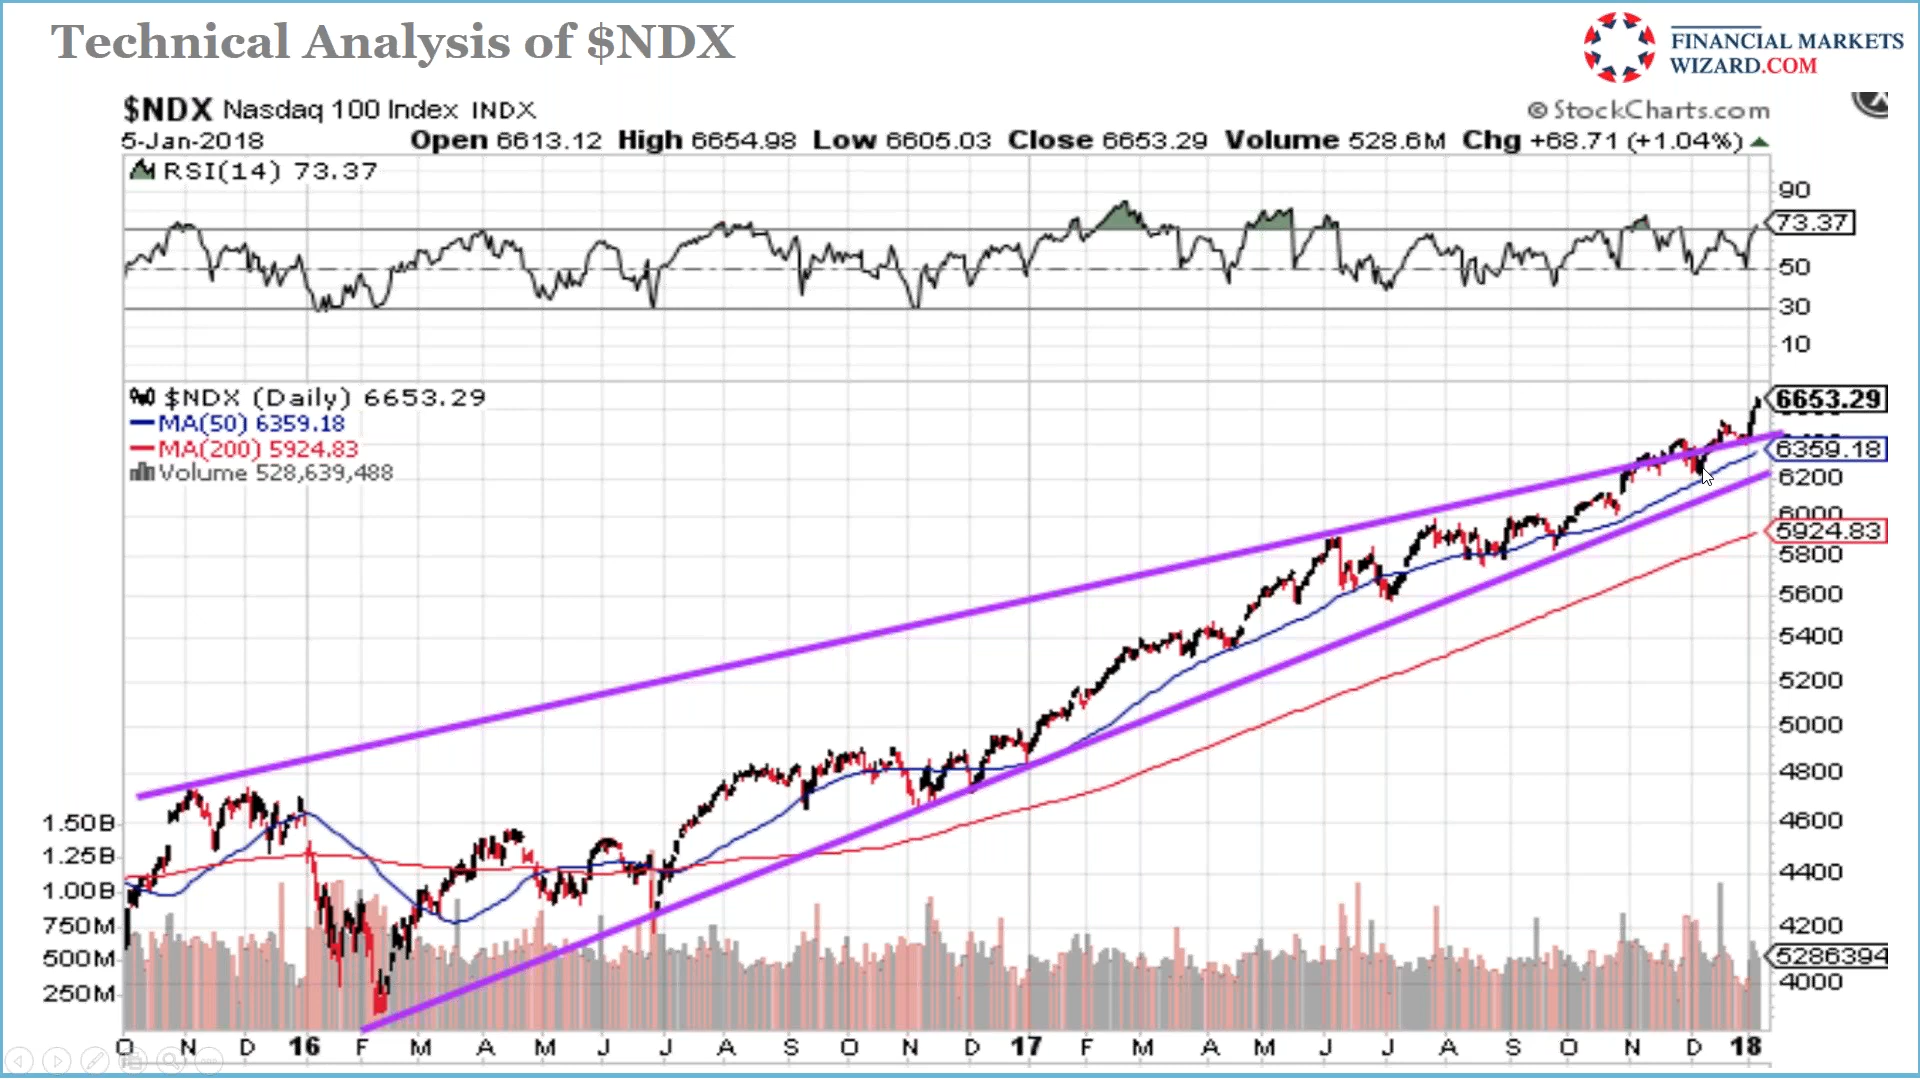 Technical Analysis of $NDX
FINANCIAL MARKETS
WIZARD.COM
$NDX Nasdaq 100 Index INDX
© StockCharts.com
5-Jan-2018 Open 6613.12 High 6654.98 Low 6605.03 Close 6653.29 Volume 528.6M Chg +68.71 (+1.04%)
RSI(14) 73.37
90
73.37
50
30
10
$NDX (Daily) 6653.29
MA(50) 6359.18
MA(200) 5924.83
Volume 528,639,488
6653.29
6359.18
6200
6000
5924.83
5800
5600
5400
5200
5000
4800
4600
4400
4200
5286394
4000
1.50B
1.25B
1.00B
750M
500M
250M
O N D 16 F M A M J J A S O N D 17 F M A M J J A S O N D 18